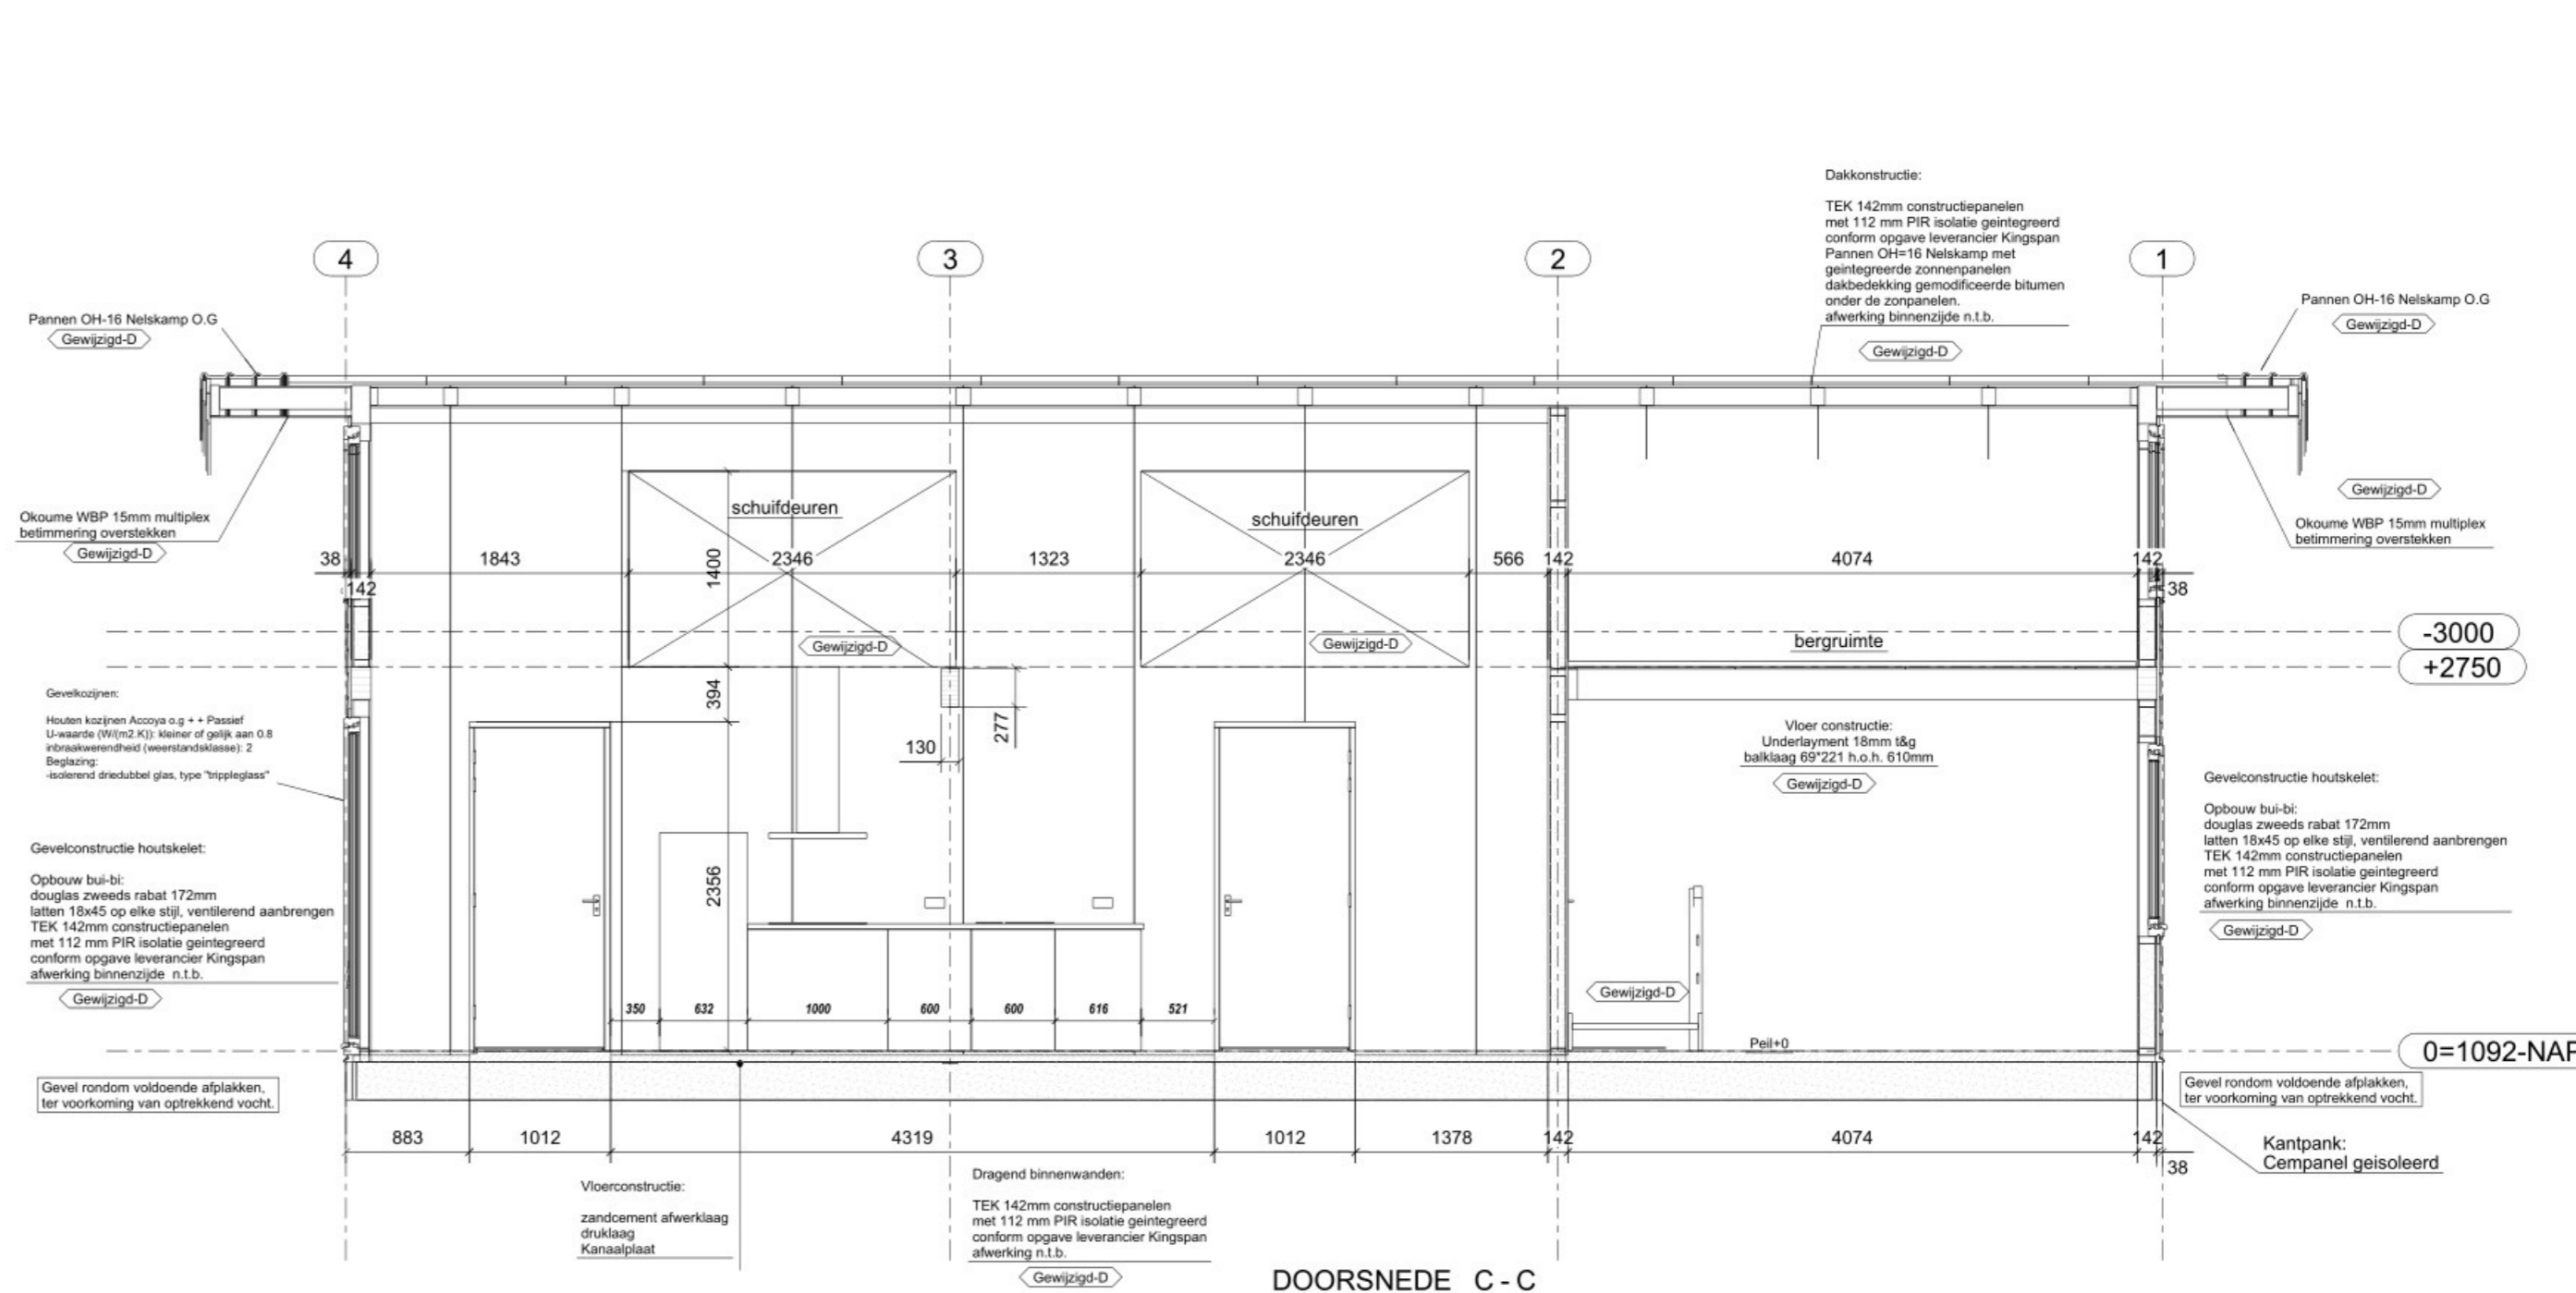 Dakkonstructie:
TEK 142mm constructiepanelen
met 112 mm PIR isolatie geintegreerd
conform opgave leverancier Kingspan
Pannen OH=16 Nelskamp met
geintegreerde zonnenpanelen
dakbedekking gemodificeerde bitumen
onder de zonpanelen.
afwerking binnenzijde n.t.b.
Gewijzigd-D
4
3
2
1
Pannen OH-16 Nelskamp O.G
Gewijzigd-D
Pannen OH-16 Nelskamp O.G
Gewijzigd-D
Okoume WBP 15mm multiplex
betimmering overstekken
Gewijzigd-D
Gewijzigd-D
Okoume WBP 15mm multiplex
betimmering overstekken
schuifdeuren
schuifdeuren
38
142
1843
1400
2346
1323
2346
566
142
4074
142
38
Gewijzigd-D
Gewijzigd-D
bergruimte
-3000
+2750
394
277
130
2356
Gevelkozijnen:
Houten kozijnen Accoya o.g + + Passief
U-waarde (W/(m2.K)): kleiner of gelijk aan 0.8
inbraakwerendheid (weerstandsklasse): 2
Beglazing:
-isolerend driedubbel glas, type "trippleglass"
Vloer constructie:
Underlayment 18mm t&g
balklaag 69*221 h.o.h. 610mm
Gewijzigd-D
Gevelconstructie houtskelet:
Opbouw bui-bi:
douglas zweeds rabat 172mm
latten 18x45 op elke stijl, ventilerend aanbrengen
TEK 142mm constructiepanelen
met 112 mm PIR isolatie geintegreerd
conform opgave leverancier Kingspan
afwerking binnenzijde n.t.b.
Gewijzigd-D
Gevelconstructie houtskelet:
Opbouw bui-bi:
douglas zweeds rabat 172mm
latten 18x45 op elke stijl, ventilerend aanbrengen
TEK 142mm constructiepanelen
met 112 mm PIR isolatie geintegreerd
conform opgave leverancier Kingspan
afwerking binnenzijde n.t.b.
Gewijzigd-D
350
632
1000
600
600
616
521
Gewijzigd-D
Peil+0
0=1092-NAP
Gevel rondom voldoende afplakken,
ter voorkoming van optrekkend vocht.
Gevel rondom voldoende afplakken,
ter voorkoming van optrekkend vocht.
883
1012
4319
1012
1378
142
4074
142
38
Kantpank:
Cempanel geisoleerd
Vloerconstructie:
zandcement afwerklaag
druklaag
Kanaalplaat
Dragend binnenwanden:
TEK 142mm constructiepanelen
met 112 mm PIR isolatie geintegreerd
conform opgave leverancier Kingspan
afwerking n.t.b.
Gewijzigd-D
DOORSNEDE C - C